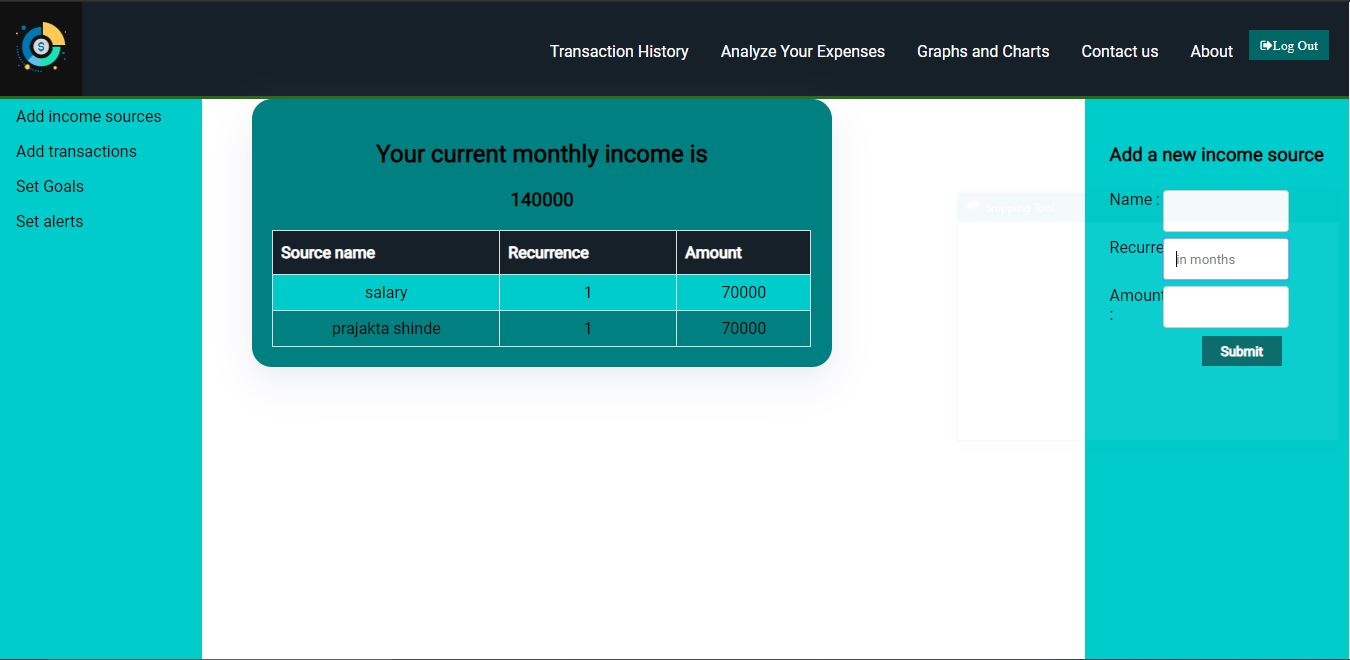 $
Transaction History Analyze Your Expenses Graphs and Charts Contact us About Log Out
Add income sources
Add transactions
Set Goals
Set alerts
Your current monthly income is
140000
Source name Recurrence Amount
salary 1 70000
prajakta shinde 1 70000
Add a new income source
Name :
Recurre in months
Amount
:
Submit
Snipping Tool